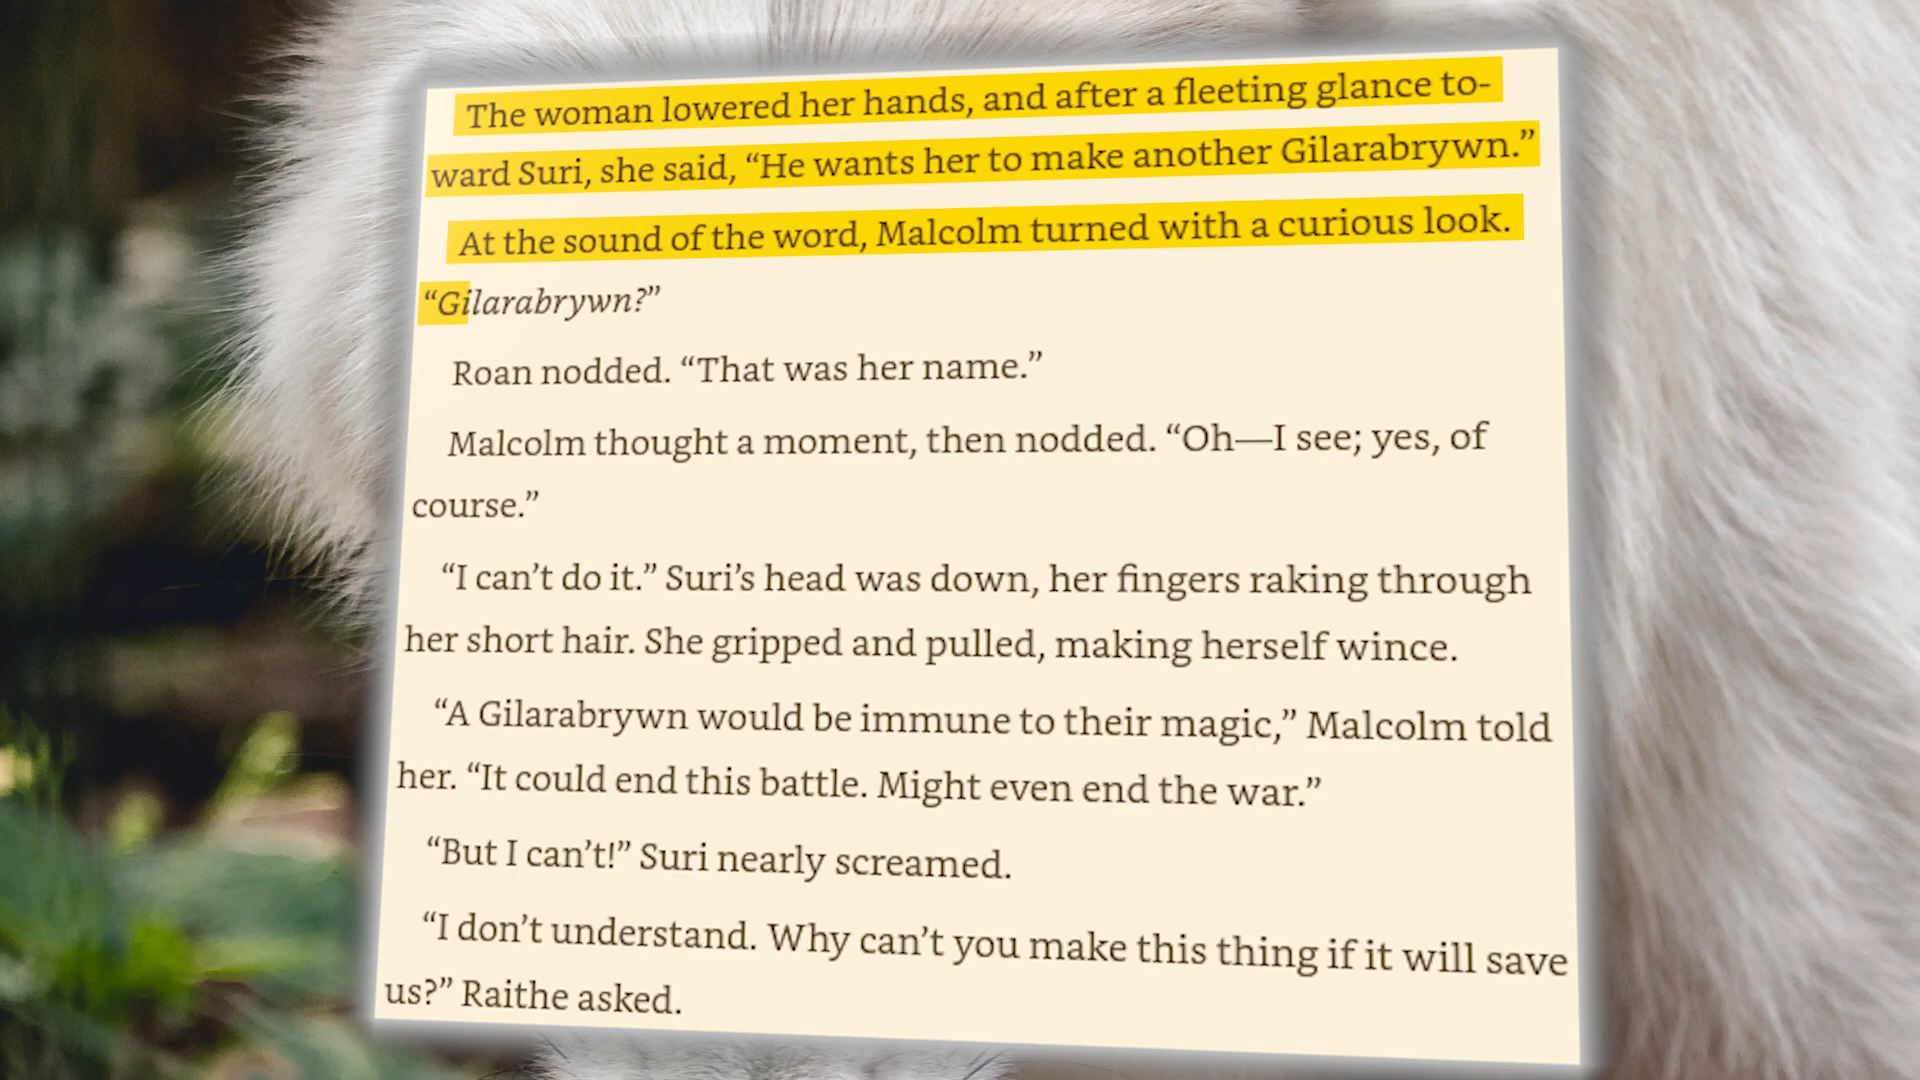 The woman lowered her hands, and after a fleeting glance to-
ward Suri, she said, “He wants her to make another Gilarabrywn.”
At the sound of the word, Malcolm turned with a curious look.
“Gilarabrywn?”
Roan nodded. “That was her name.”
Malcolm thought a moment, then nodded. “Oh—I see; yes, of
course.”
“I can’t do it.” Suri’s head was down, her fingers raking through
her short hair. She gripped and pulled, making herself wince.
“A Gilarabrywn would be immune to their magic,” Malcolm told
her. “It could end this battle. Might even end the war.”
“But I can’t!” Suri nearly screamed.
“I don’t understand. Why can’t you make this thing if it will save
us?” Raithe asked.